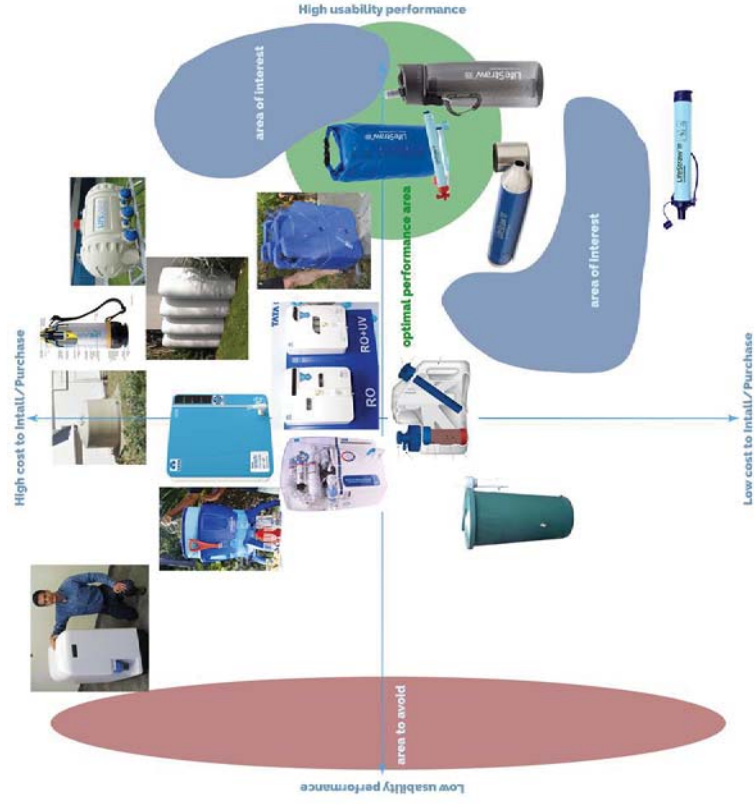 High usability performance
area of interest
LifeStraw
LifeStraw
optimal performance area
LifeStraw
area of interest
TATA
RO+UV
RO
High cost to Intall/Purchase
Low cost to Intall/Purchase
area to avoid
Low usability performance